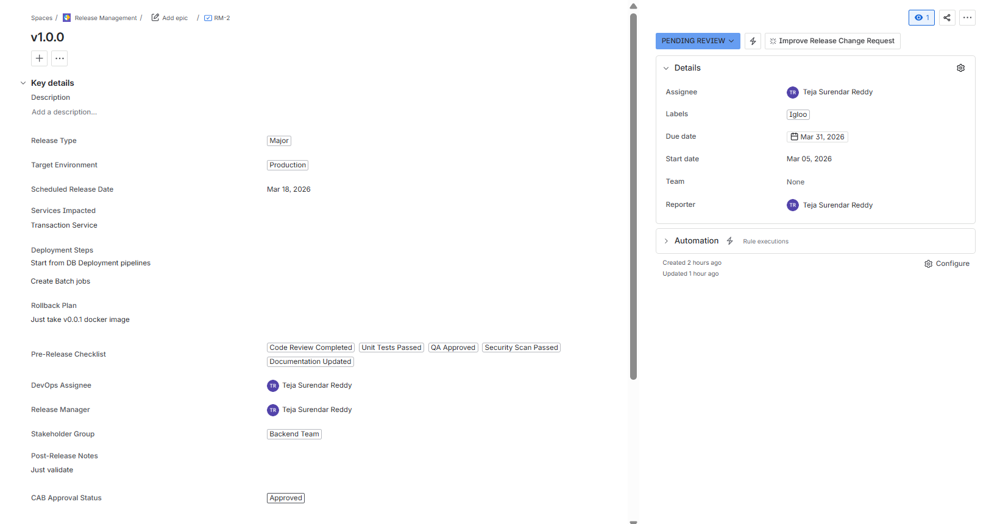 Spaces / Release Management / Add epic / RM-2
v1.0.0
Key details
Description
Add a description...
Release Type Major
Target Environment Production
Scheduled Release Date Mar 18, 2026
Services Impacted
Transaction Service
Deployment Steps
Start from DB Deployment pipelines
Create Batch jobs
Rollback Plan
Just take v0.0.1 docker image
Pre-Release Checklist Code Review Completed Unit Tests Passed QA Approved Security Scan Passed
Documentation Updated
DevOps Assignee TR Teja Surendar Reddy
Release Manager TR Teja Surendar Reddy
Stakeholder Group Backend Team
Post-Release Notes
Just validate
CAB Approval Status Approved
1
PENDING REVIEW Improve Release Change Request
Details
Assignee TR Teja Surendar Reddy
Labels Igloo
Due date Mar 31, 2026
Start date Mar 05, 2026
Team None
Reporter TR Teja Surendar Reddy
Automation Rule executions
Created 2 hours ago
Configure
Updated 1 hour ago